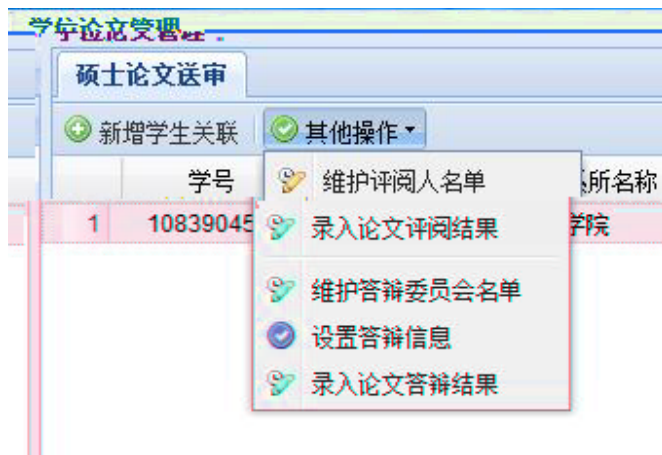 学位论文管理
硕士论文送审
新增学生关联 其他操作
学号 所名称
1 10839045 学院
维护评阅人名单
录入论文评阅结果
维护答辩委员会名单
设置答辩信息
录入论文答辩结果